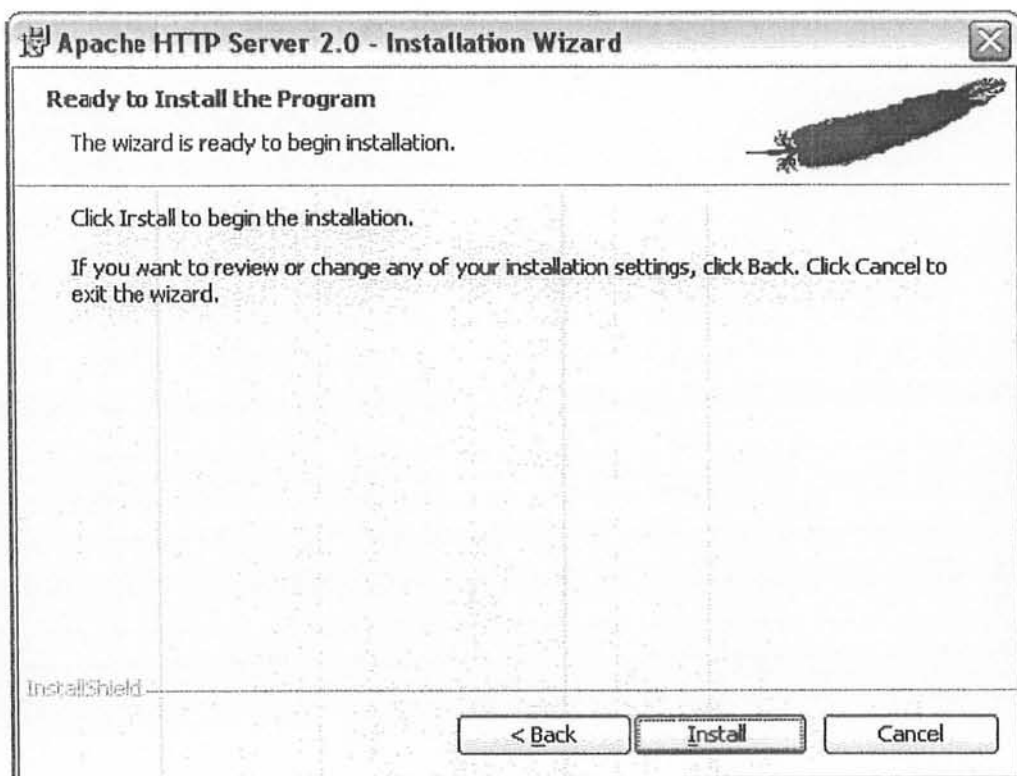 Apache HTTP Server 2.0 - Installation Wizard
Ready to Install the Program
The wizard is ready to begin installation.
Click Install to begin the installation.
If you want to review or change any of your installation settings, click Back. Click Cancel to
exit the wizard.
InstallShield
< Back Install Cancel